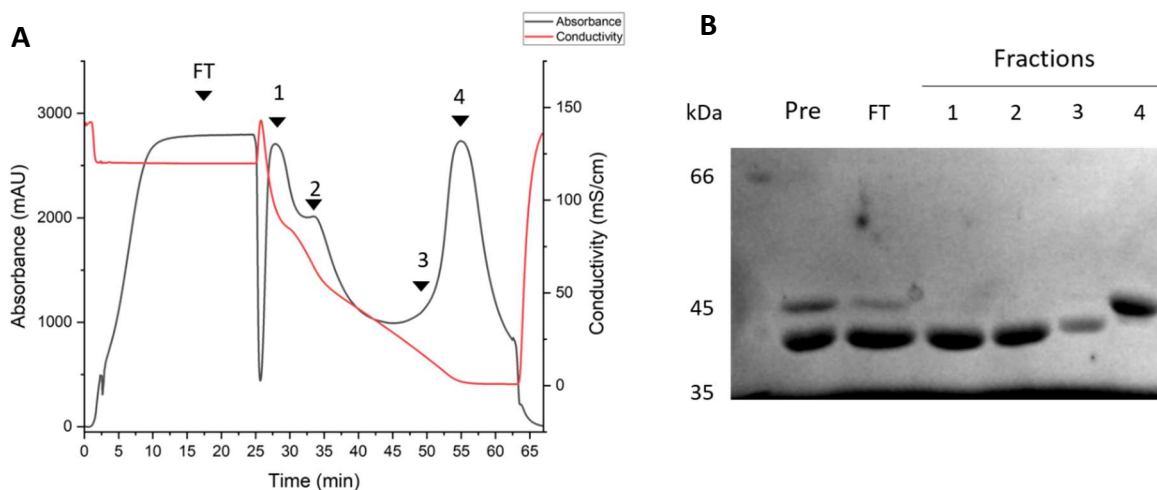 A
Absorbance
Conductivity
FT
1
2
3
4
3000
2000
1000
0
150
100
50
0
Absorbance (mAU)
Conductivity (mS/cm)
0 5 10 15 20 25 30 35 40 45 50 55 60 65
Time (min)
B
Fractions
kDa Pre FT 1 2 3 4
66
45
35